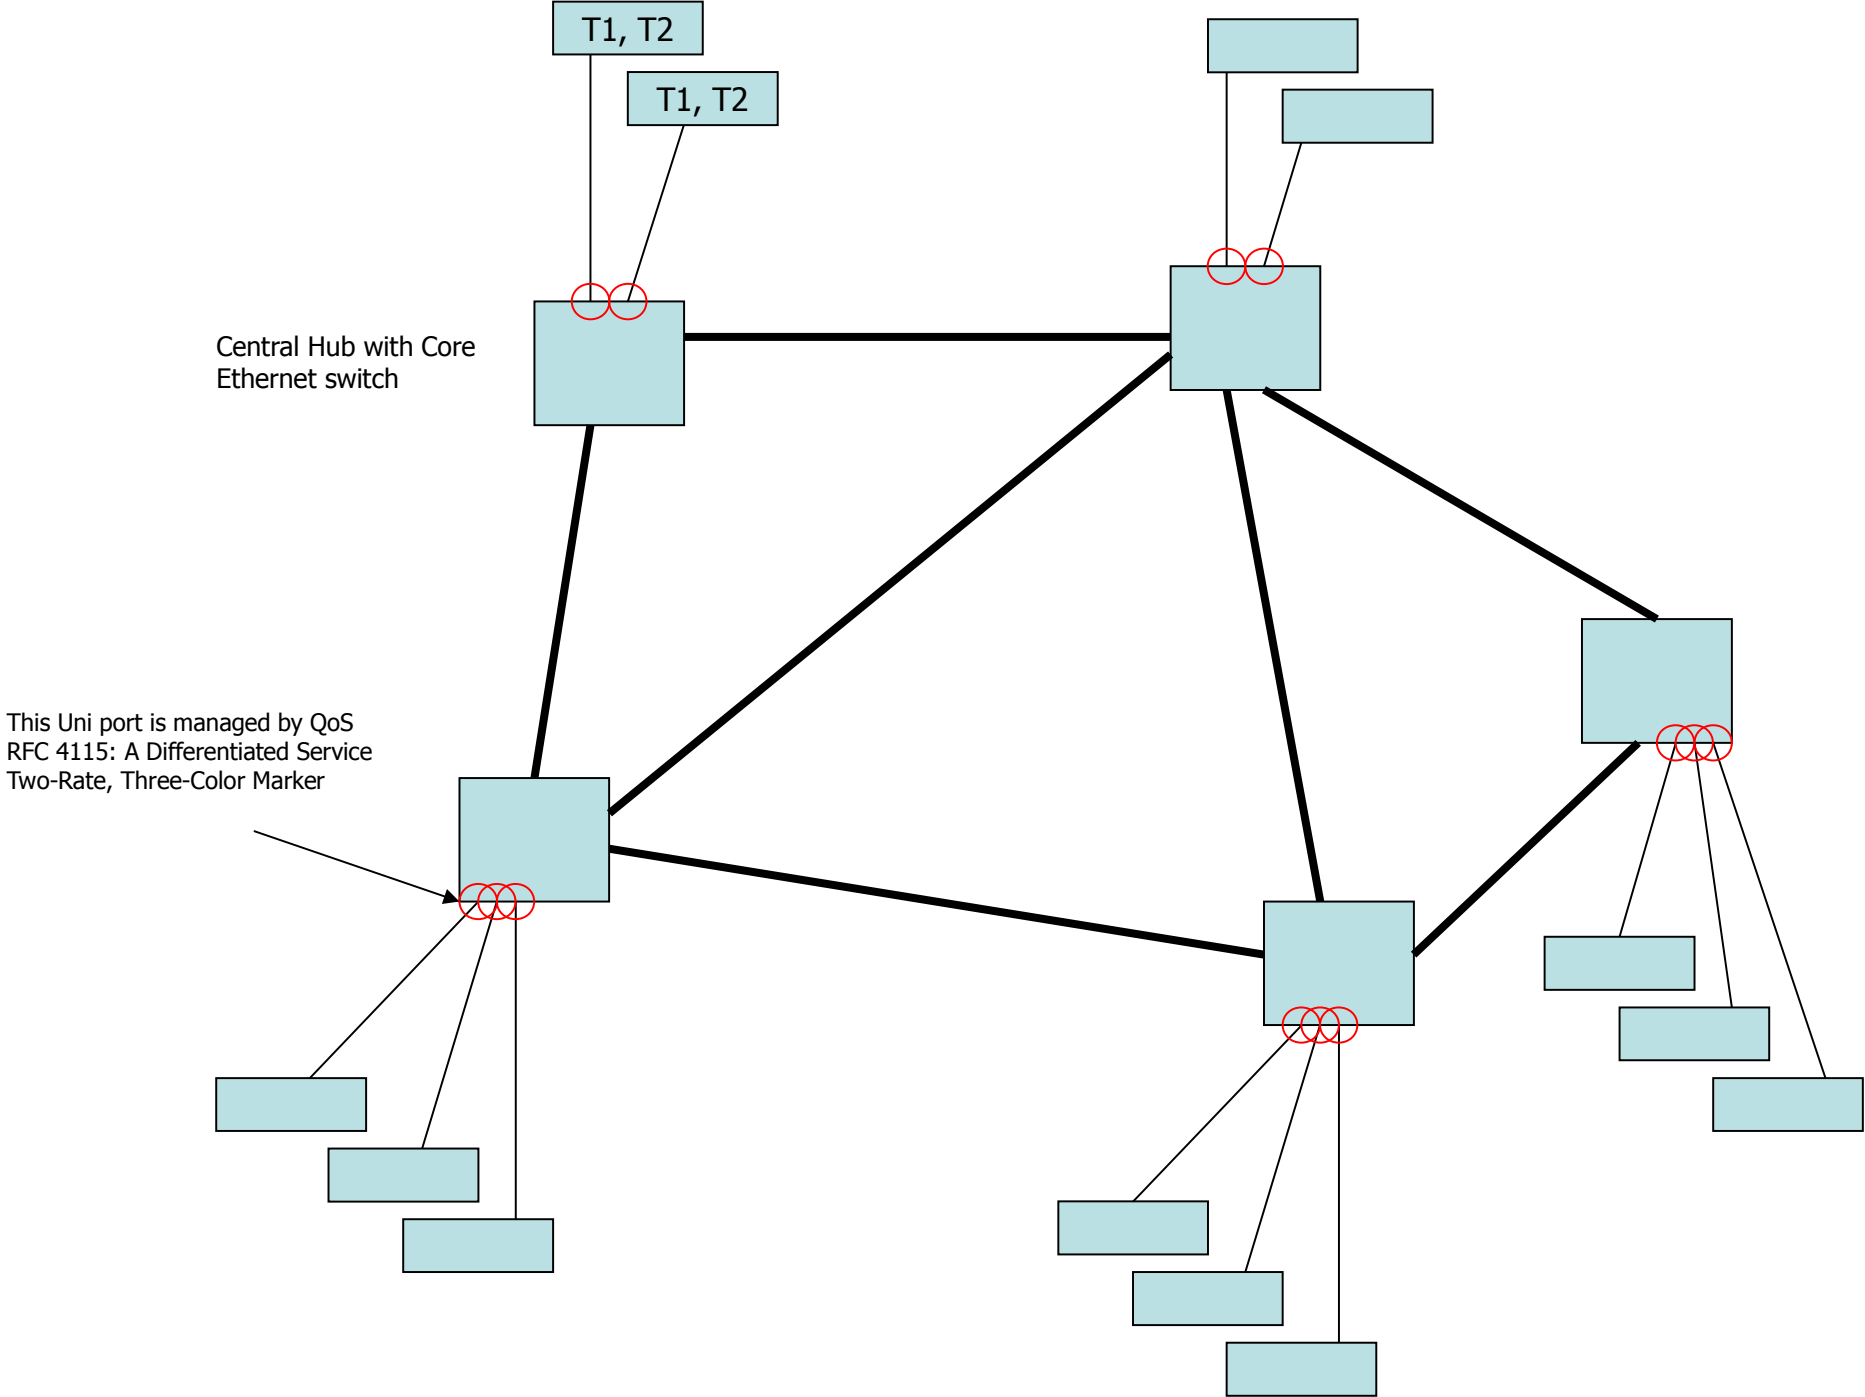 T1, T2
T1, T2
Central Hub with Core
Ethernet switch
This Uni port is managed by QoS
RFC 4115: A Differentiated Service
Two-Rate, Three-Color Marker